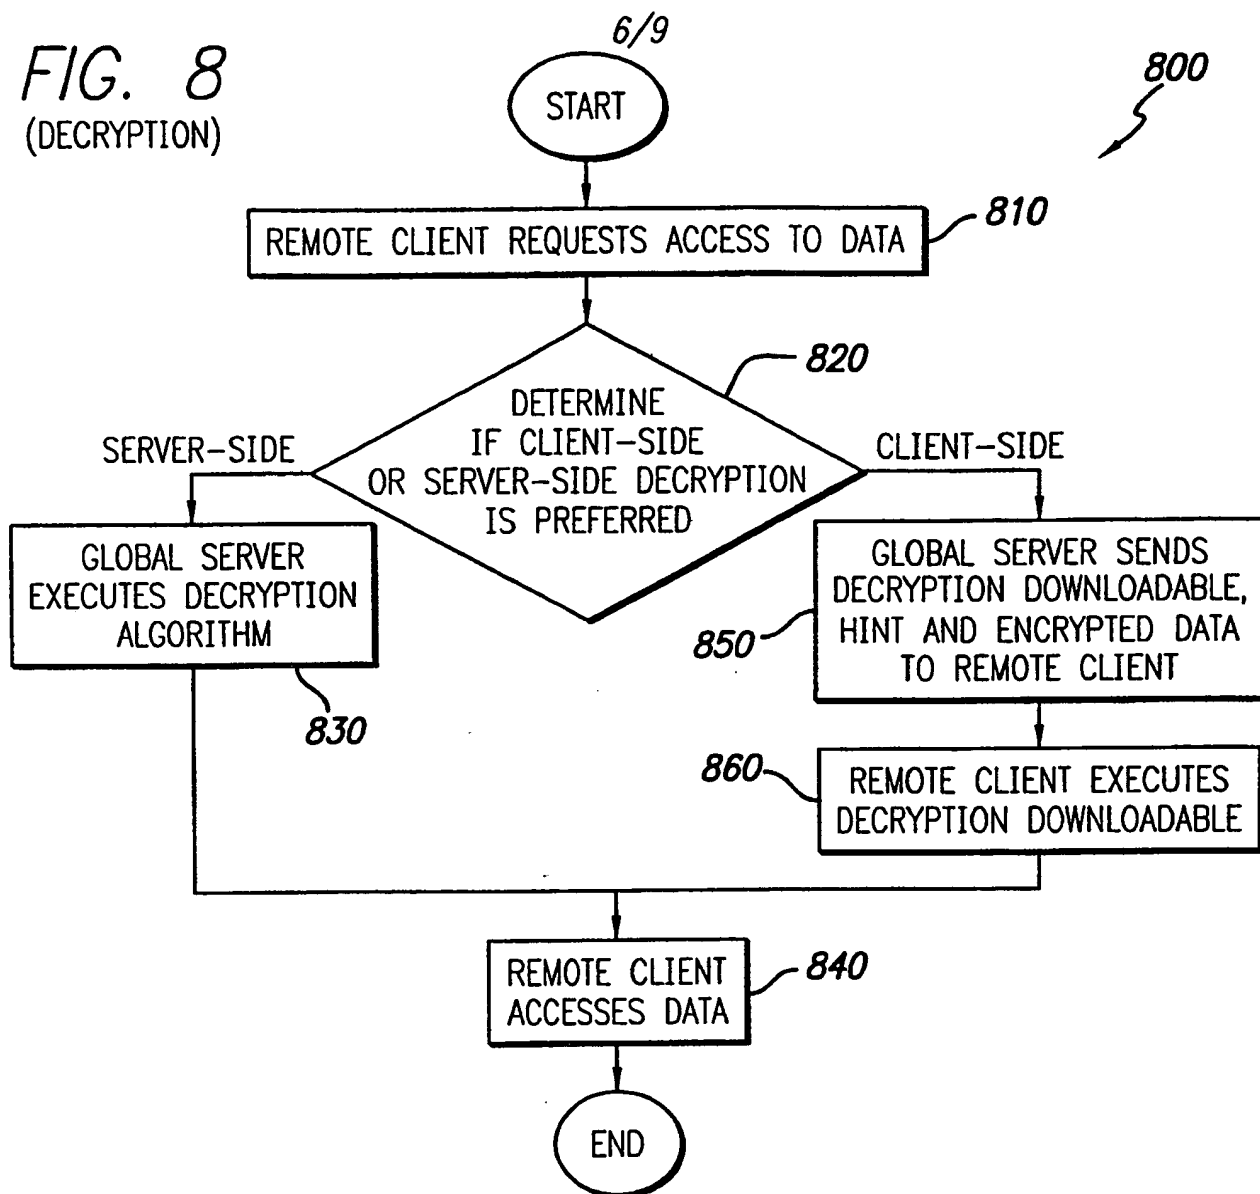 6/9
FIG. 8
(DECRYPTION)
800
START
REMOTE CLIENT REQUESTS ACCESS TO DATA
810
DETERMINE
IF CLIENT-SIDE
OR SERVER-SIDE DECRYPTION
IS PREFERRED
820
SERVER-SIDE
CLIENT-SIDE
GLOBAL SERVER
EXECUTES DECRYPTION
ALGORITHM
830
GLOBAL SERVER SENDS
DECRYPTION DOWNLOADABLE,
HINT AND ENCRYPTED DATA
TO REMOTE CLIENT
850
860
REMOTE CLIENT EXECUTES
DECRYPTION DOWNLOADABLE
REMOTE CLIENT
ACCESSES DATA
840
END